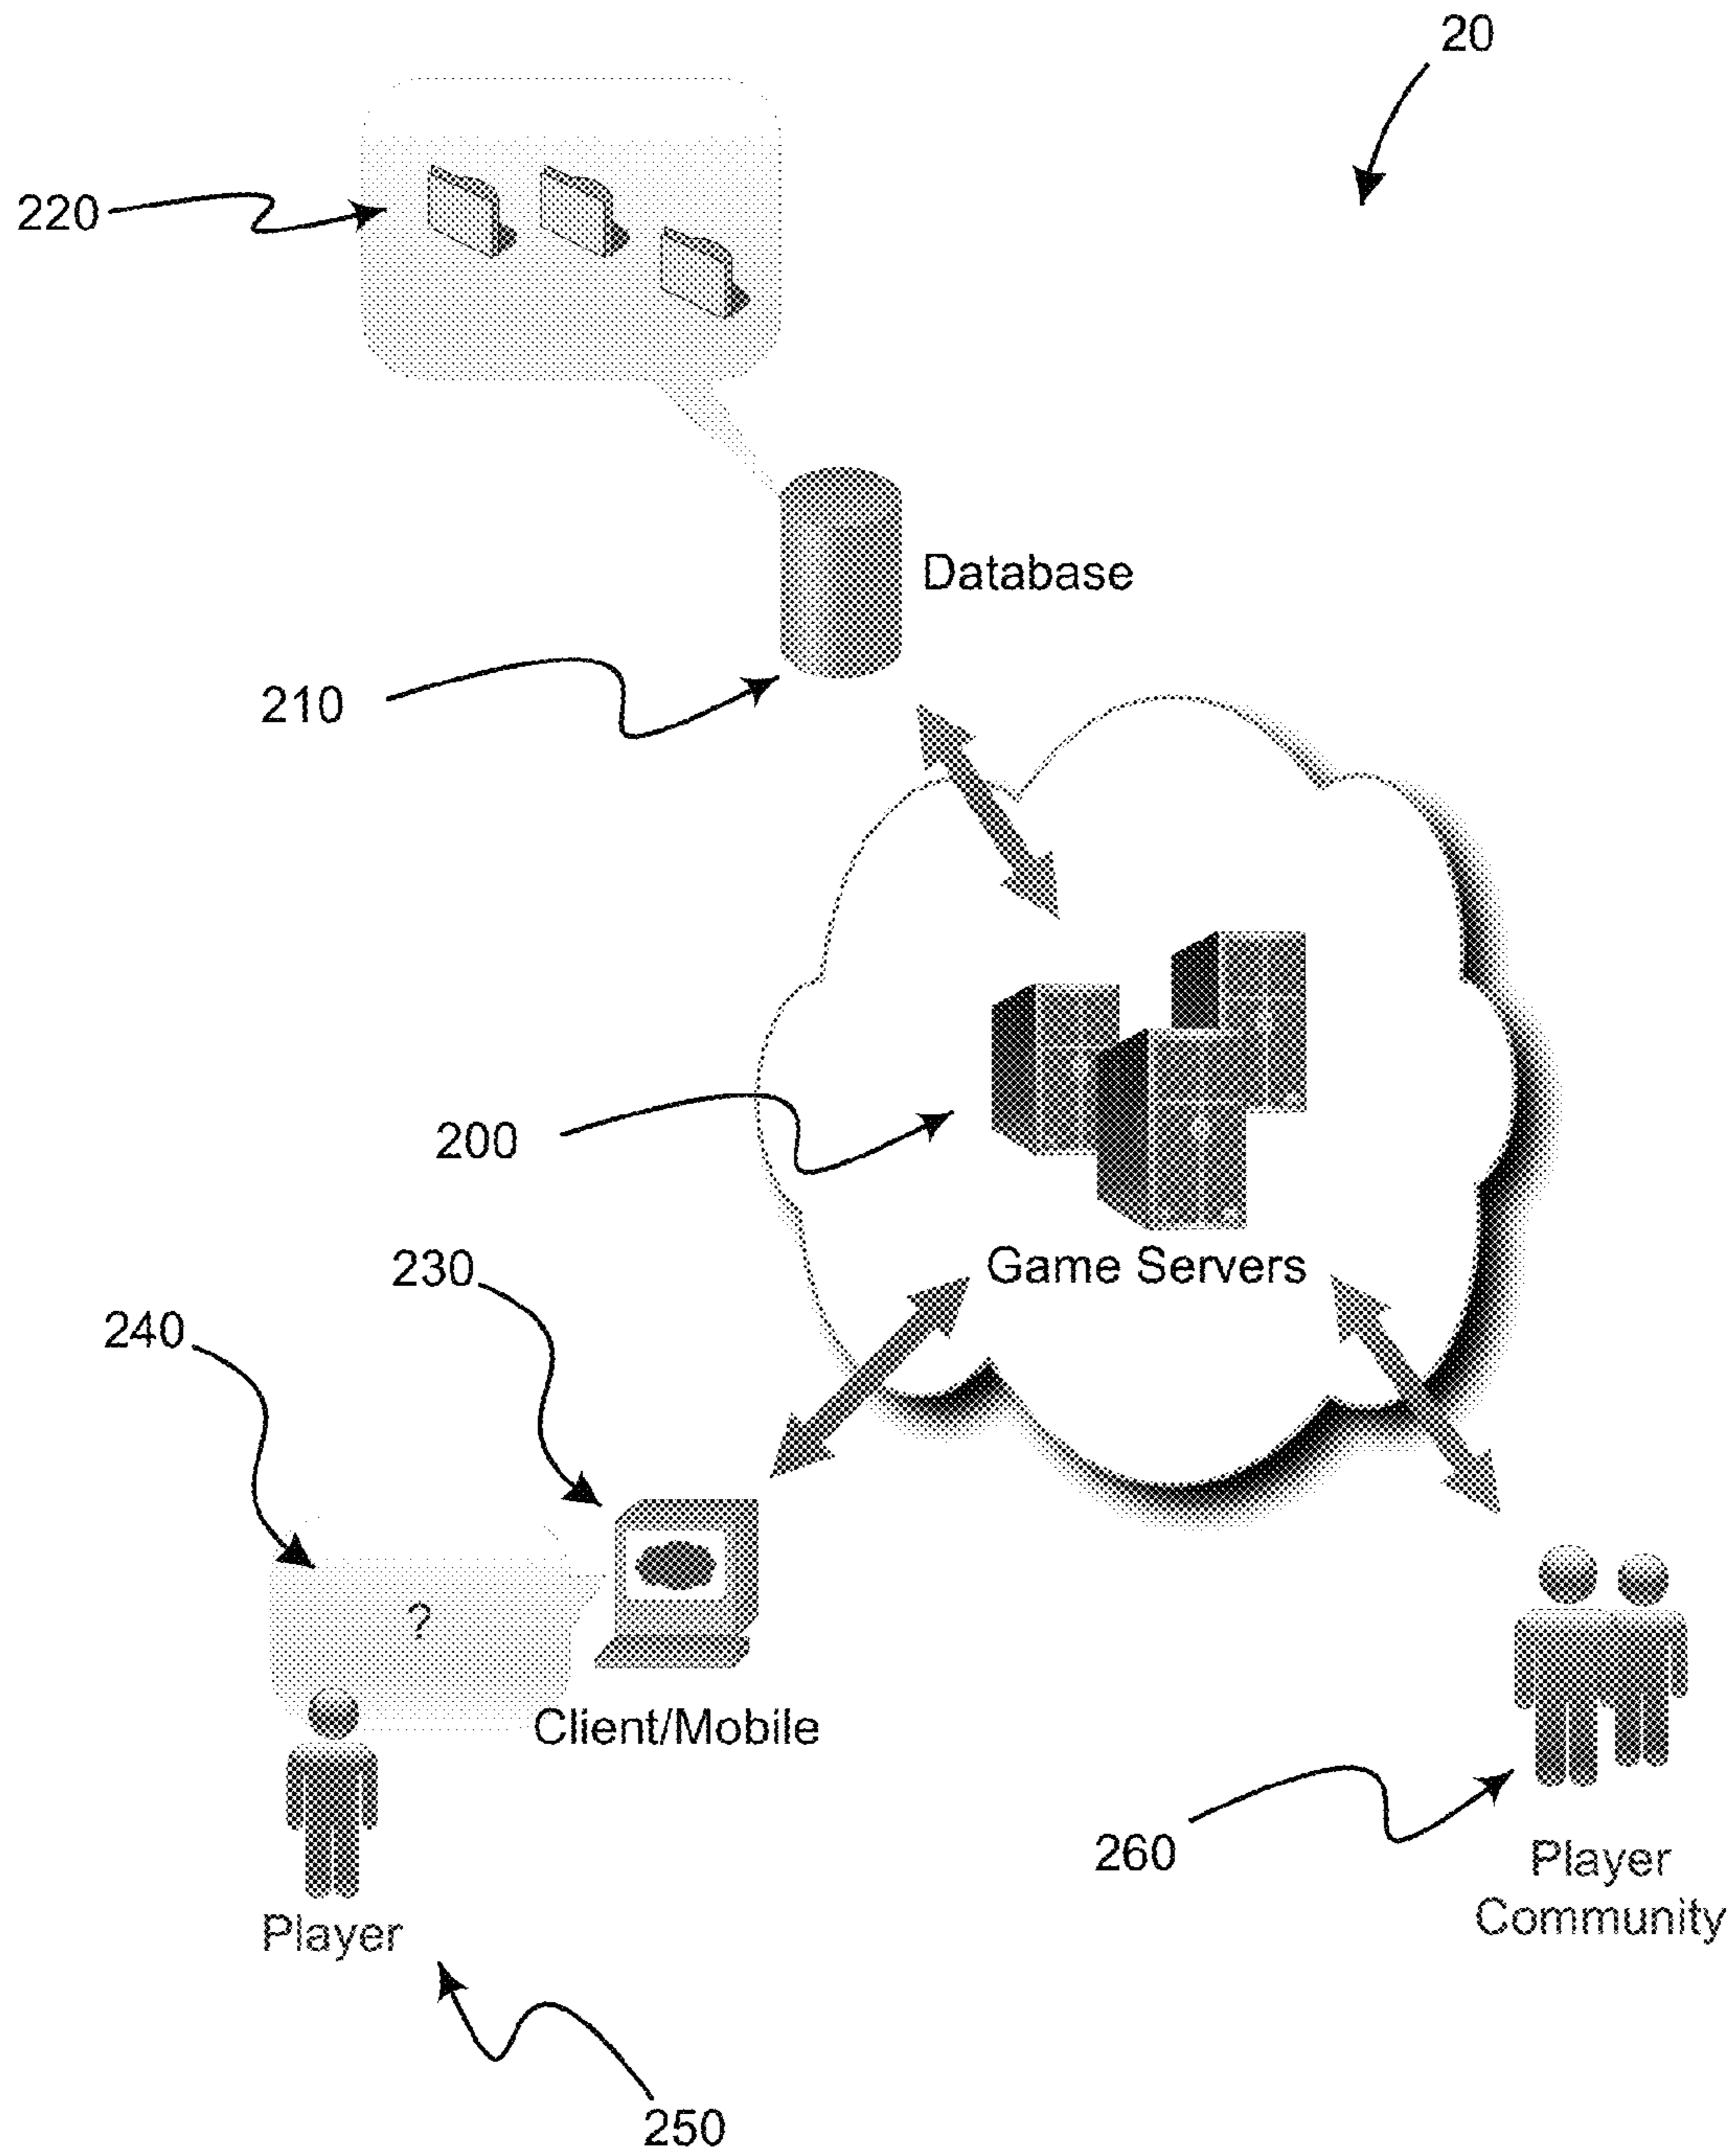 20
220
Database
210
200
Game Servers
230
240
?
Client/Mobile
260
Player
Community
Player
250